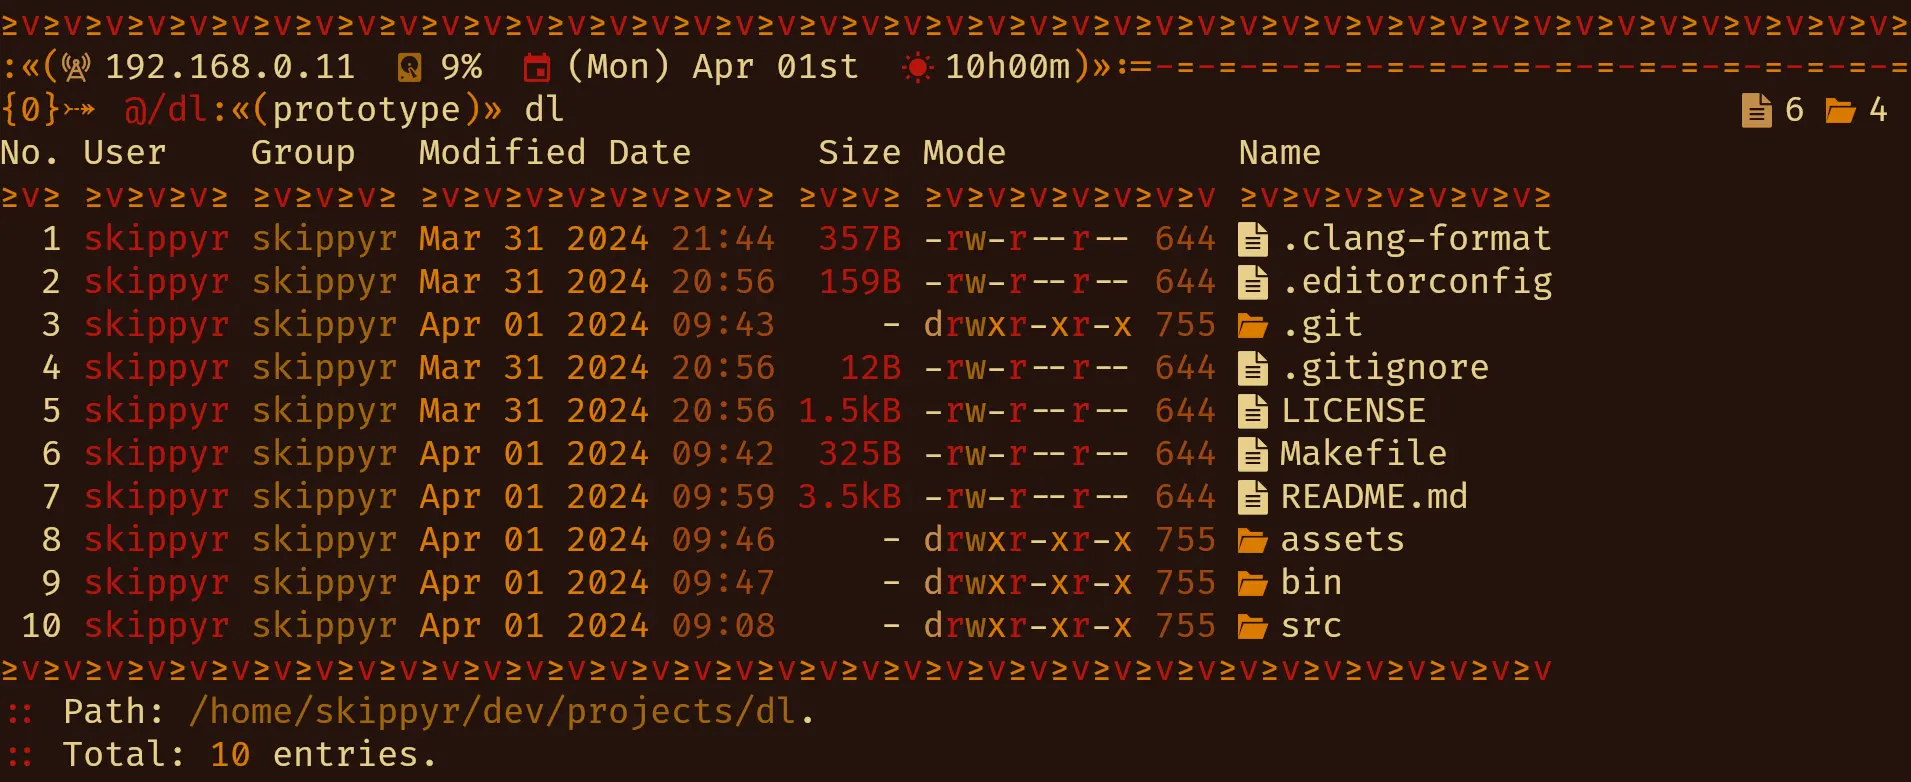 ≥v≥v≥v≥v≥v≥v≥v≥v≥v≥v≥v≥v≥v≥v≥v≥v≥v≥v≥v≥v≥v≥v≥v≥v≥v≥v≥v≥v≥v≥v≥v≥v≥v≥v≥v≥v≥v≥v≥v≥v≥v≥v≥v≥v≥v≥
:«( 192.168.0.11 9% (Mon) Apr 01st 10h00m)»:=-=-=-=-=-=-=-=-=-=-=-=-=-=-=-=-=-=-=
{0}⤐ @/dl:«(prototype)» dl 6 4
No. User Group Modified Date Size Mode Name
≥v≥ ≥v≥v≥v≥ ≥v≥v≥v≥ ≥v≥v≥v≥v≥v≥v≥v≥v≥ ≥v≥v≥ ≥v≥v≥v≥v≥v≥v≥v ≥v≥v≥v≥v≥v≥v≥v≥
1 skippyr skippyr Mar 31 2024 21:44 357B -rw-r--r-- 644 .clang-format
2 skippyr skippyr Mar 31 2024 20:56 159B -rw-r--r-- 644 .editorconfig
3 skippyr skippyr Apr 01 2024 09:43 - drwxr-xr-x 755 .git
4 skippyr skippyr Mar 31 2024 20:56 12B -rw-r--r-- 644 .gitignore
5 skippyr skippyr Mar 31 2024 20:56 1.5kB -rw-r--r-- 644 LICENSE
6 skippyr skippyr Apr 01 2024 09:42 325B -rw-r--r-- 644 Makefile
7 skippyr skippyr Apr 01 2024 09:59 3.5kB -rw-r--r-- 644 README.md
8 skippyr skippyr Apr 01 2024 09:46 - drwxr-xr-x 755 assets
9 skippyr skippyr Apr 01 2024 09:47 - drwxr-xr-x 755 bin
10 skippyr skippyr Apr 01 2024 09:08 - drwxr-xr-x 755 src
≥v≥v≥v≥v≥v≥v≥v≥v≥v≥v≥v≥v≥v≥v≥v≥v≥v≥v≥v≥v≥v≥v≥v≥v≥v≥v≥v≥v≥v≥v≥v≥v≥v≥v≥v≥v≥v
:: Path: /home/skippyr/dev/projects/dl.
:: Total: 10 entries.